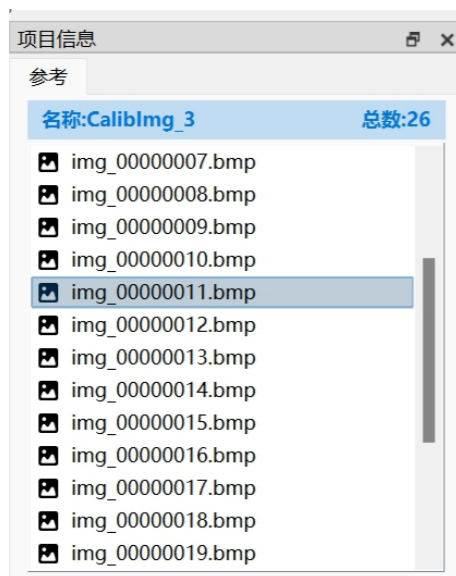 项目信息
参考
名称:CalibImg_3 总数:26
img_00000007.bmp
img_00000008.bmp
img_00000009.bmp
img_00000010.bmp
img_00000011.bmp
img_00000012.bmp
img_00000013.bmp
img_00000014.bmp
img_00000015.bmp
img_00000016.bmp
img_00000017.bmp
img_00000018.bmp
img_00000019.bmp